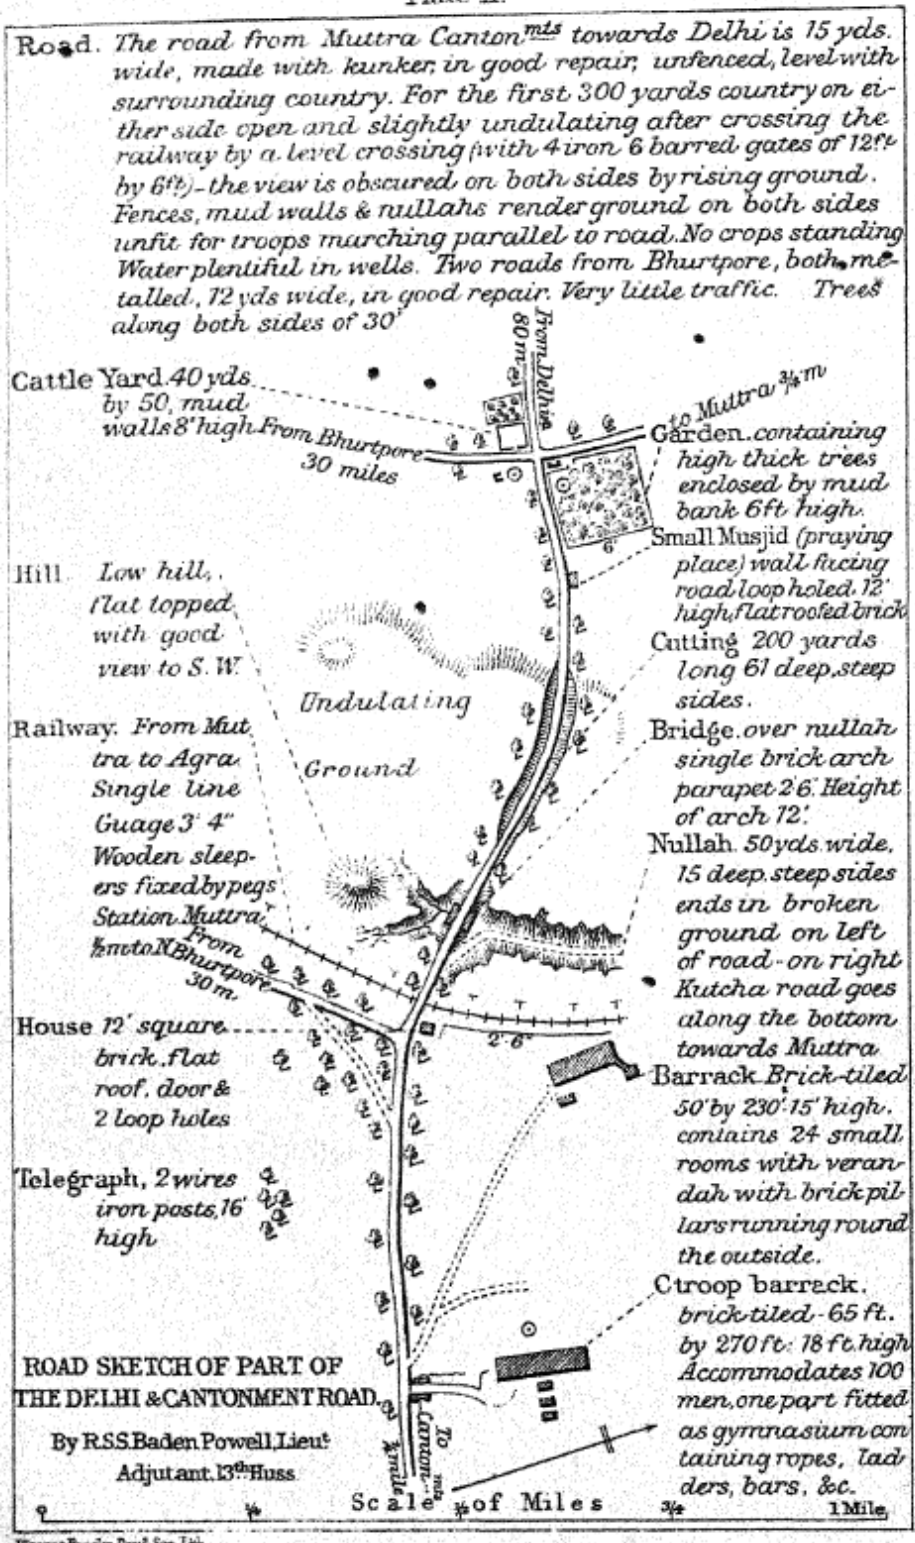 Road. The road from Muttra Canton.mts towards Delhi is 15 yds.
wide, made with kunker, in good repair, unfenced, level with
surrounding country. For the first 300 yards country on ei-
ther side open and slightly undulating after crossing the
railway by a level crossing (with 4 iron 6 barred gates of 12ft
by 6ft) - the view is obscured on both sides by rising ground.
Fences, mud walls & nullahs render ground on both sides
unfit for troops marching parallel to road. No crops standing
Water plentiful in wells. Two roads from Bhurtpore, both me-
talled, 12 yds wide, in good repair. Very little traffic. Trees
along both sides of 30'
From Delhi
80 m
Cattle Yard. 40 yds
by 50, mud
walls 8' high
From Bhurtpore
30 miles
to Muttra 3/4 m
Garden. containing
high thick trees
enclosed by mud
bank 6ft high.
6
Small Musjid (praying
place) wall facing
road loop holed. 12'
high, flat roofed brick
Hill Low hill,
flat topped
with good
view to S.W.
Cutting 200 yards
long 61 deep, steep
sides.
Undulating
Ground
Railway. From Mut
tra to Agra
Single line
Guage 3' 4"
Wooden sleep-
ers fixed by pegs
Station Muttra
½ m to N
Bridge. over nullah
single brick arch
parapet 2·6'. Height
of arch 12'.
Nullah. 50 yds. wide,
15 deep. steep sides
ends in broken
ground on left
of road - on right
Kutcha road goes
along the bottom
towards Muttra
From
Bhurtpore
30 m.
2' 6"
House 12' square
brick, flat
roof, door &
2 loop holes
Barrack Brick-tiled
50' by 230'. 15' high.
contains 24 small
rooms with veran-
dah with brick pil-
lars running round
the outside.
Telegraph, 2 wires
iron posts, 16'
high
C troop barrack.
brick tiled - 65 ft.
by 270 ft: 18 ft. high
Accommodates 100
men, one part fitted
as gymnasium con
taining ropes, lad
ders, bars, &c.
ROAD SKETCH OF PART OF
THE DELHI & CANTONMENT ROAD.
By R.S.S. Baden Powell, Lieut
Adjutant. 13th Huss
To
Canton mts
½ mile
Scale of Miles
0 ¼ ½ 3/4 1 Mile